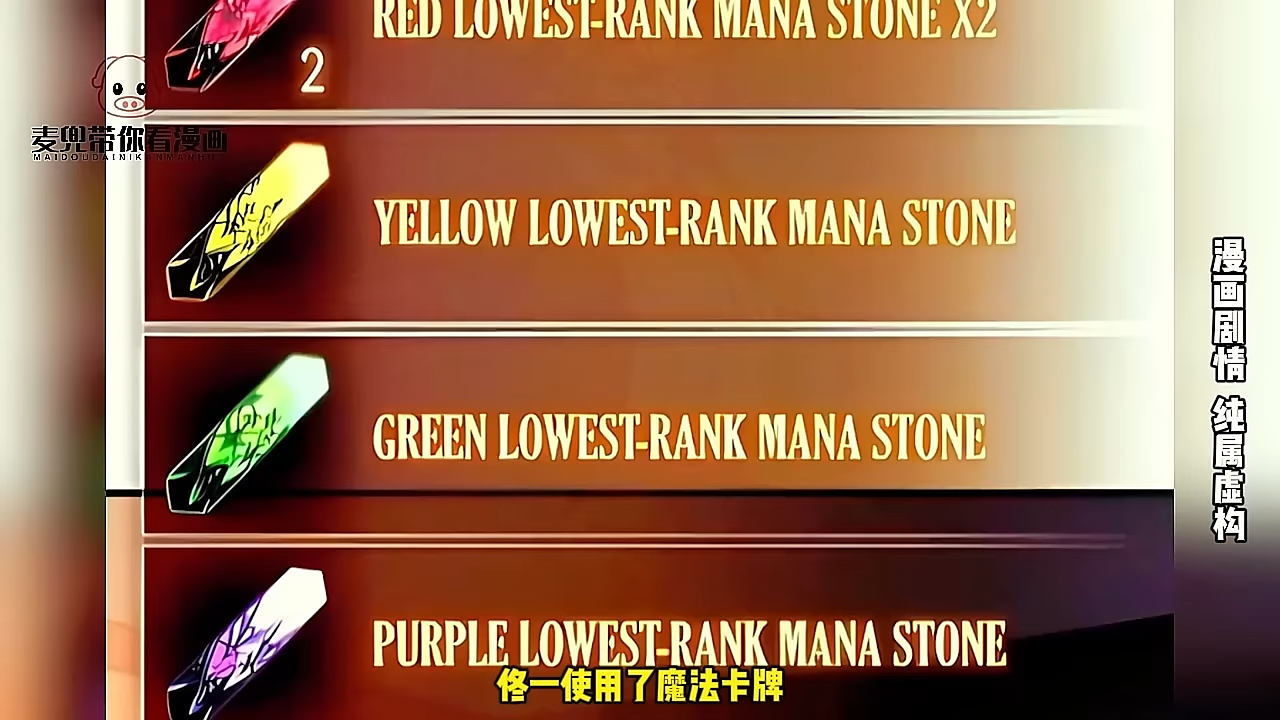 RED LOWEST-RANK MANA STONE X2
2
麦兜带你看漫画
MAIDOUDAINIKANMANHUA
YELLOW LOWEST-RANK MANA STONE
GREEN LOWEST-RANK MANA STONE
PURPLE LOWEST-RANK MANA STONE
佟一使用了魔法卡牌
漫画剧情 纯属虚构